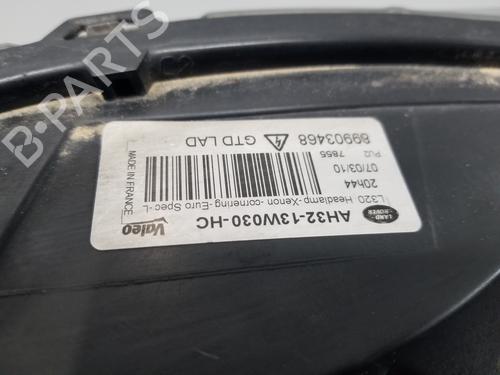 LAND-
ROVER
AH32-13W030-HC
Valeo
L320 Headlamp-Xenon-cornering-Euro Spec-L
20h44
07/03/10
PU2 7855
89903468 GTD LAD
MADE IN FRANCE
B-PARTS